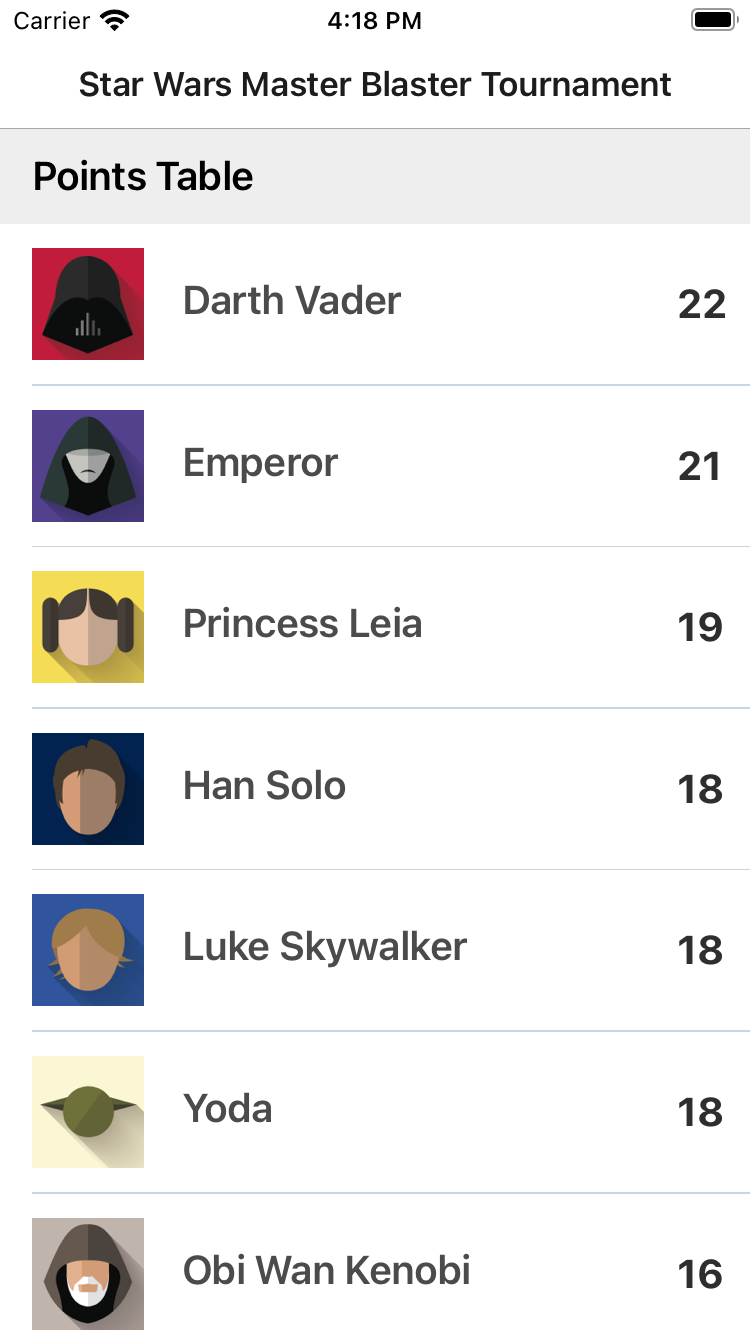 Carrier 4:18 PM
Star Wars Master Blaster Tournament
Points Table
Darth Vader 22
Emperor 21
Princess Leia 19
Han Solo 18
Luke Skywalker 18
Yoda 18
Obi Wan Kenobi 16